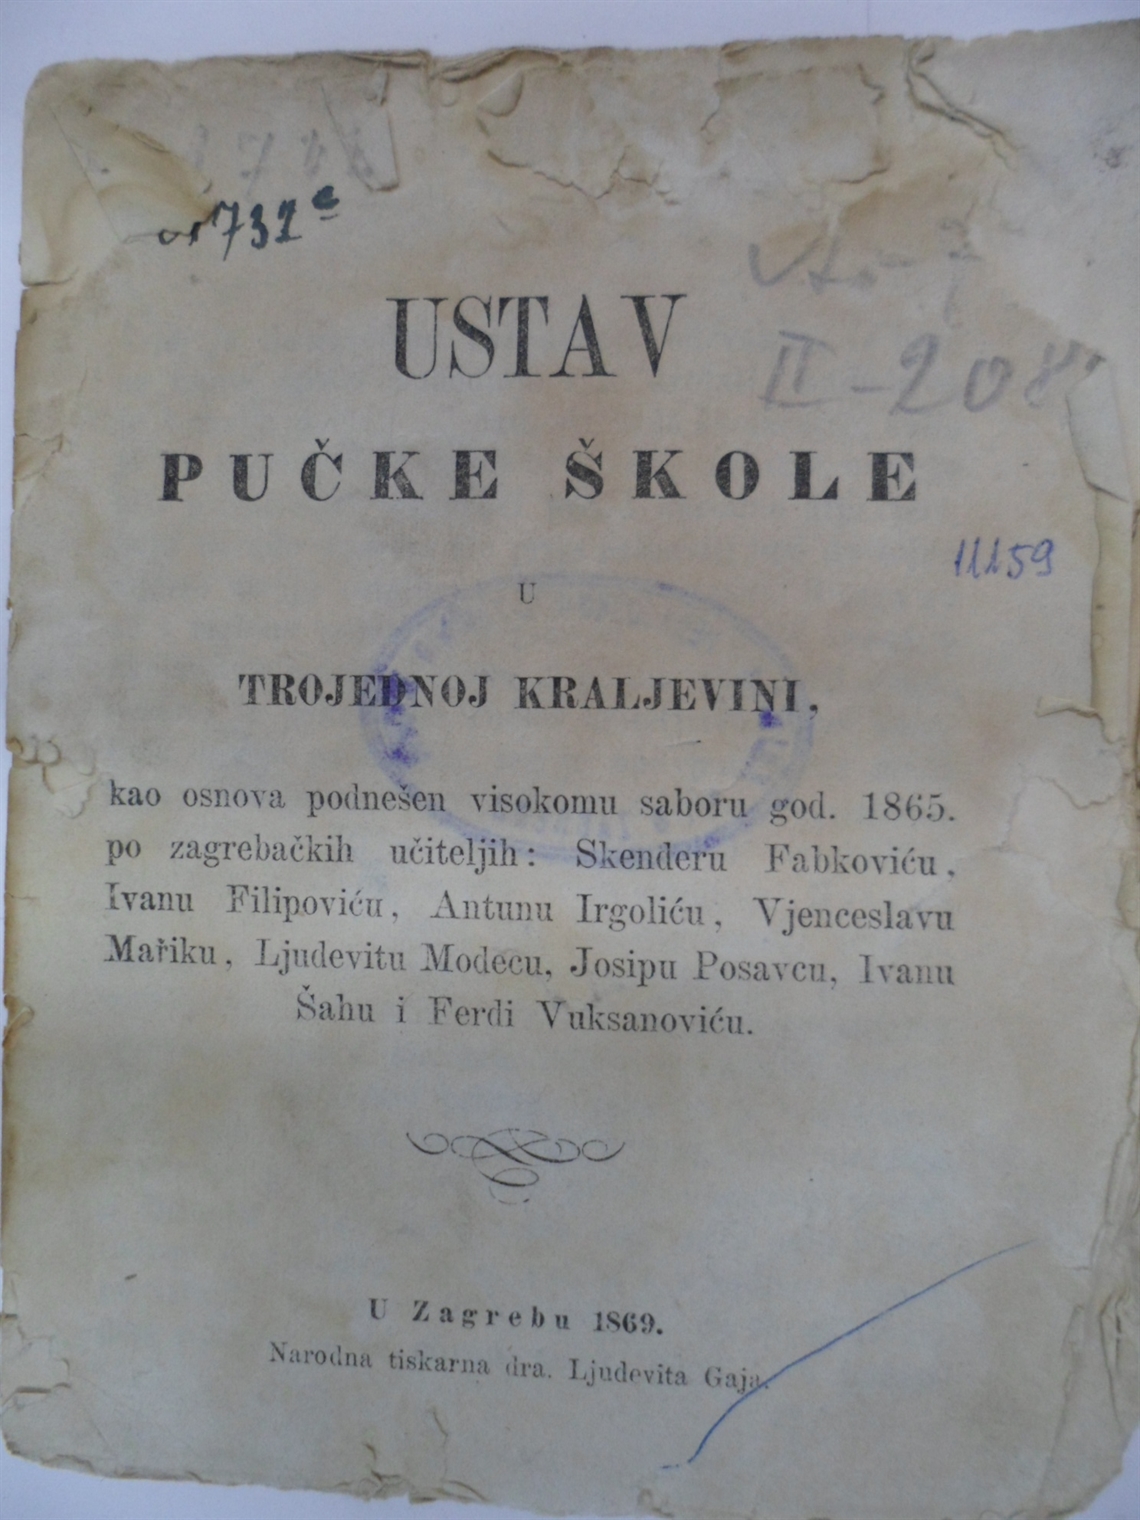 732 e
II - 208
USTAV
PUČKE ŠKOLE
11159
U
TROJEDNOJ KRALJEVINI,
kao osnova podnešen visokomu saboru god. 1865.
po zagrebačkih učiteljih: Skenderu Fabkoviću,
Ivanu Filipoviću, Antunu Irgoliću, Vjenceslavu
Mařiku, Ljudevitu Modecu, Josipu Posavcu, Ivanu
Šahu i Ferdi Vuksanoviću.
U Zagrebu 1869.
Narodna tiskarna dra. Ljudevita Gaja.